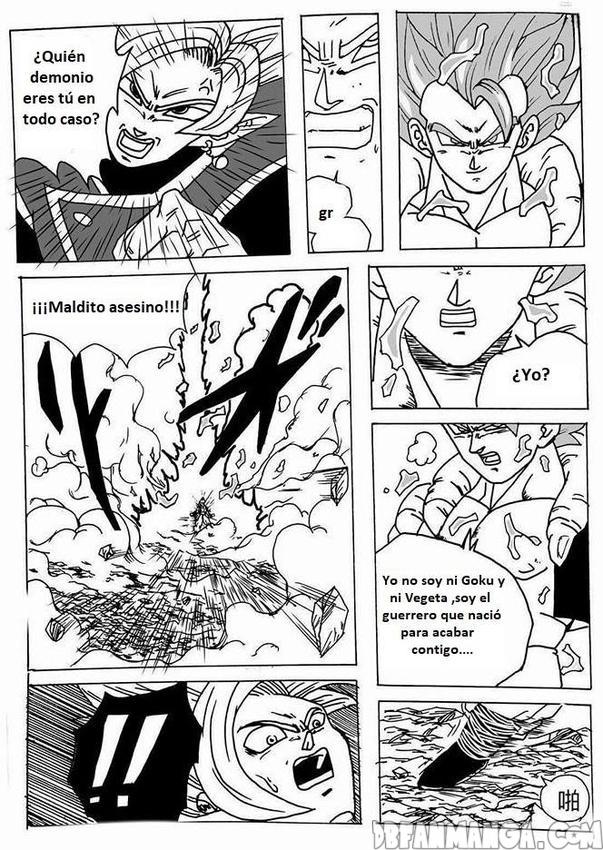 ¿Quién
demonio
eres tú en
todo caso?
gr
¡¡¡Maldito asesino!!!
¿Yo?
Yo no soy ni Goku y
ni Vegeta ,soy el
guerrero que nació
para acabar
contigo....
!!
啪
DBFANMANGA.COM